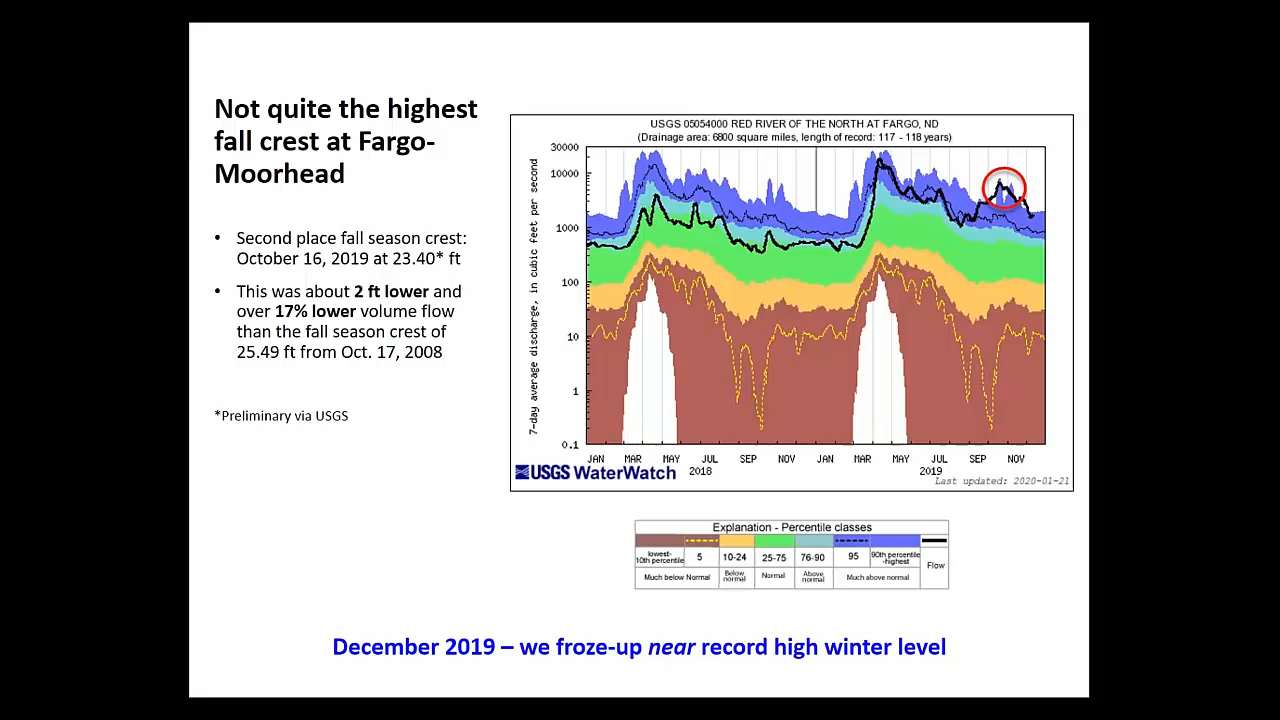 Not quite the highest
fall crest at Fargo-
Moorhead
• Second place fall season crest:
October 16, 2019 at 23.40* ft
• This was about 2 ft lower and
over 17% lower volume flow
than the fall season crest of
25.49 ft from Oct. 17, 2008
*Preliminary via USGS
USGS 05054000 RED RIVER OF THE NORTH AT FARGO, ND
(Drainage area: 6800 square miles, length of record: 117 - 118 years)
7-day average discharge, in cubic feet per second
30000
10000
1000
100
10
1
0.1
JAN MAR MAY JUL SEP NOV JAN MAR MAY JUL SEP NOV
2018 2019
USGS WaterWatch
Last updated: 2020-01-21
Explanation - Percentile classes
lowest-
10th percentile
5
10-24
25-75
76-90
95
90th percentile
-highest
Flow
Much below Normal
Below
normal
Normal
Above
normal
Much above normal
December 2019 – we froze-up near record high winter level